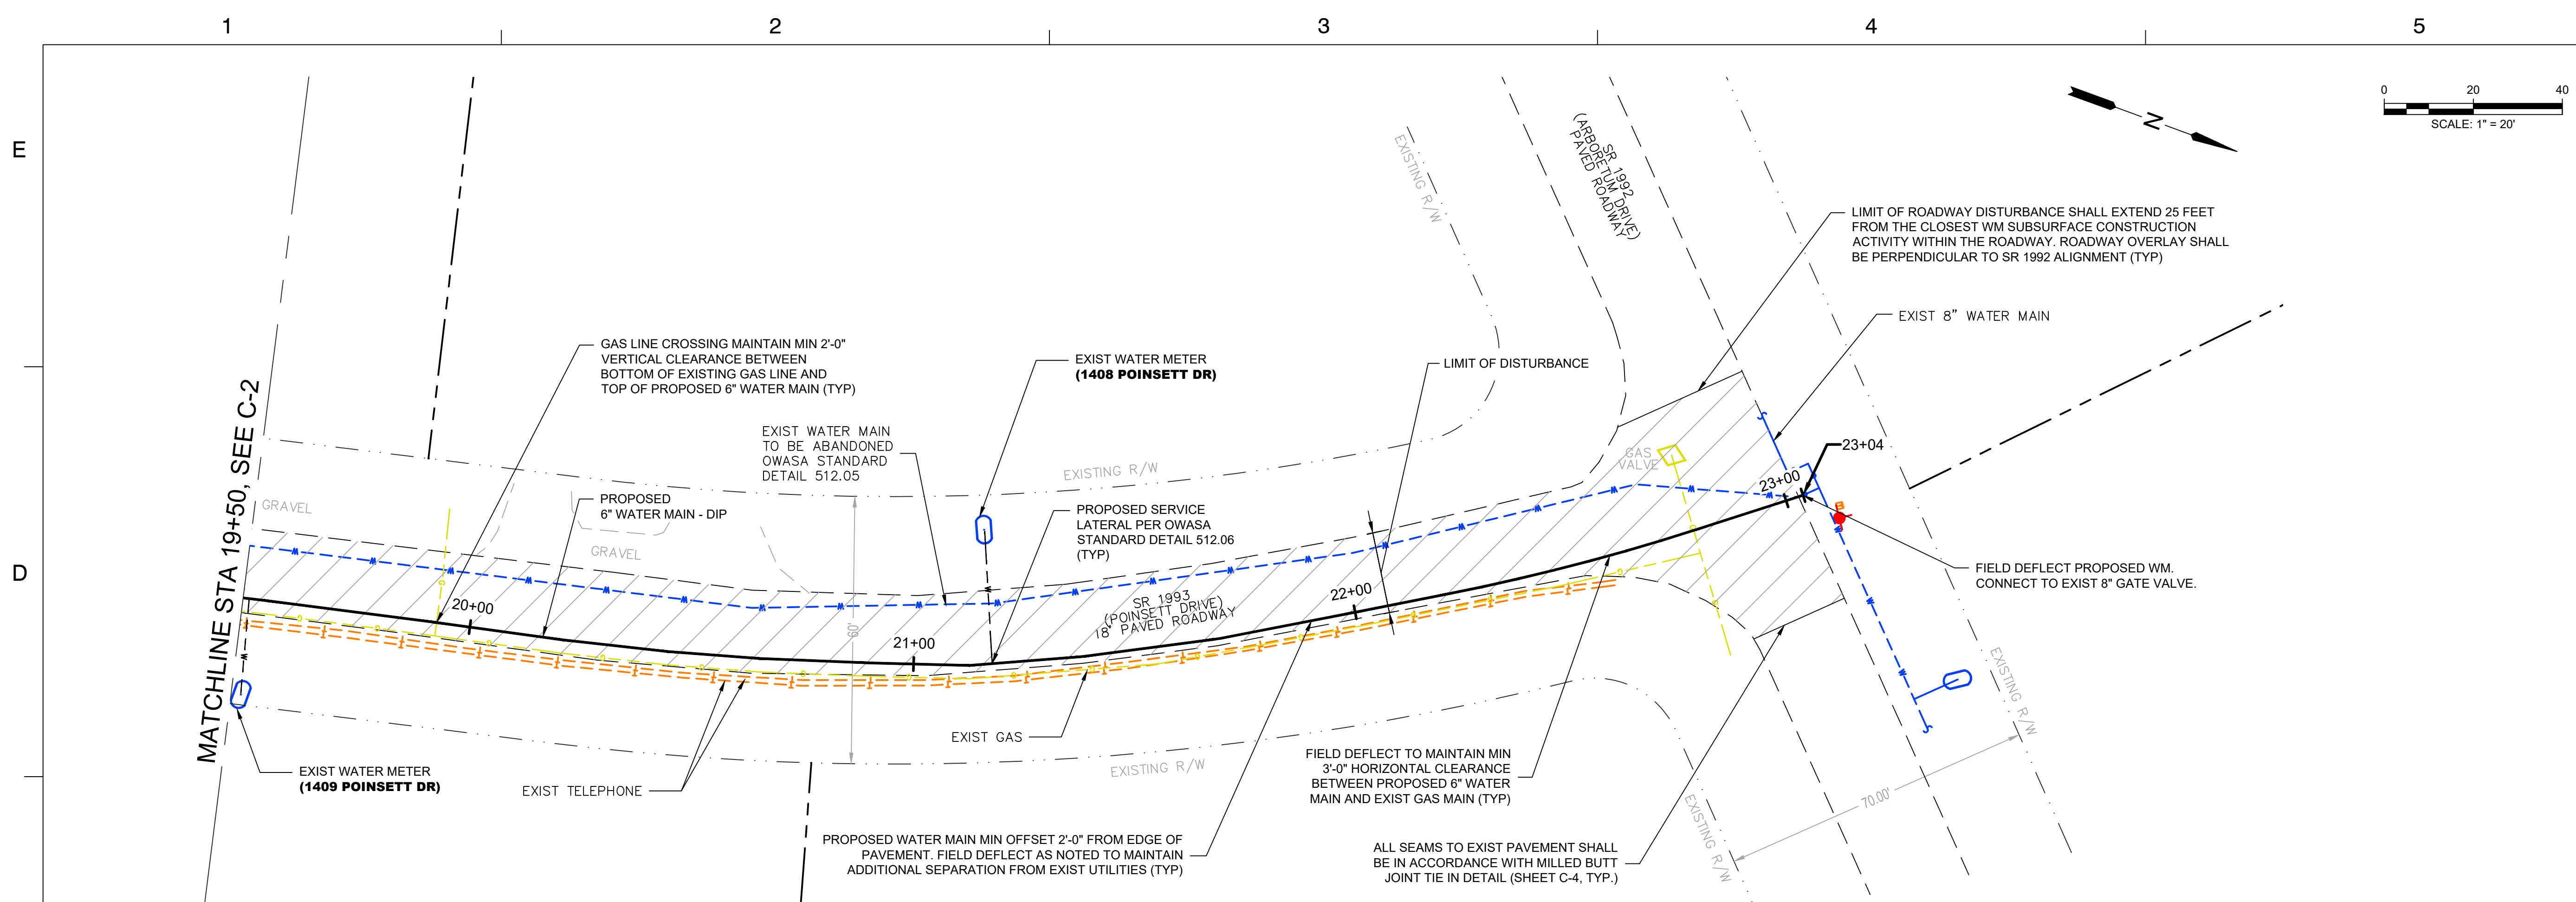 1
2
3
4
5
E
D
N
0
20
40
SCALE: 1" = 20'
SR 1992
(ARBORETUM DRIVE)
PAVED ROADWAY
EXISTING R/W
LIMIT OF ROADWAY DISTURBANCE SHALL EXTEND 25 FEET
FROM THE CLOSEST WM SUBSURFACE CONSTRUCTION
ACTIVITY WITHIN THE ROADWAY. ROADWAY OVERLAY SHALL
BE PERPENDICULAR TO SR 1992 ALIGNMENT (TYP)
EXIST 8" WATER MAIN
GAS LINE CROSSING MAINTAIN MIN 2'-0"
VERTICAL CLEARANCE BETWEEN
BOTTOM OF EXISTING GAS LINE AND
TOP OF PROPOSED 6" WATER MAIN (TYP)
EXIST WATER METER
(1408 POINSETT DR)
LIMIT OF DISTURBANCE
MATCHLINE STA 19+50, SEE C-2
EXIST WATER MAIN
TO BE ABANDONED
OWASA STANDARD
DETAIL 512.05
EXISTING R/W
GAS
VALVE
23+04
23+00
GRAVEL
PROPOSED
6" WATER MAIN - DIP
GRAVEL
PROPOSED SERVICE
LATERAL PER OWASA
STANDARD DETAIL 512.06
(TYP)
FIELD DEFLECT PROPOSED WM.
CONNECT TO EXIST 8" GATE VALVE.
20+00
21+00
22+00
60'
SR 1993
(POINSETT DRIVE)
18' PAVED ROADWAY
EXISTING R/W
EXIST GAS
EXISTING R/W
EXIST WATER METER
(1409 POINSETT DR)
EXIST TELEPHONE
FIELD DEFLECT TO MAINTAIN MIN
3'-0" HORIZONTAL CLEARANCE
BETWEEN PROPOSED 6" WATER
MAIN AND EXIST GAS MAIN (TYP)
EXISTING R/W
70.00'
PROPOSED WATER MAIN MIN OFFSET 2'-0" FROM EDGE OF
PAVEMENT. FIELD DEFLECT AS NOTED TO MAINTAIN
ADDITIONAL SEPARATION FROM EXIST UTILITIES (TYP)
ALL SEAMS TO EXIST PAVEMENT SHALL
BE IN ACCORDANCE WITH MILLED BUTT
JOINT TIE IN DETAIL (SHEET C-4, TYP.)